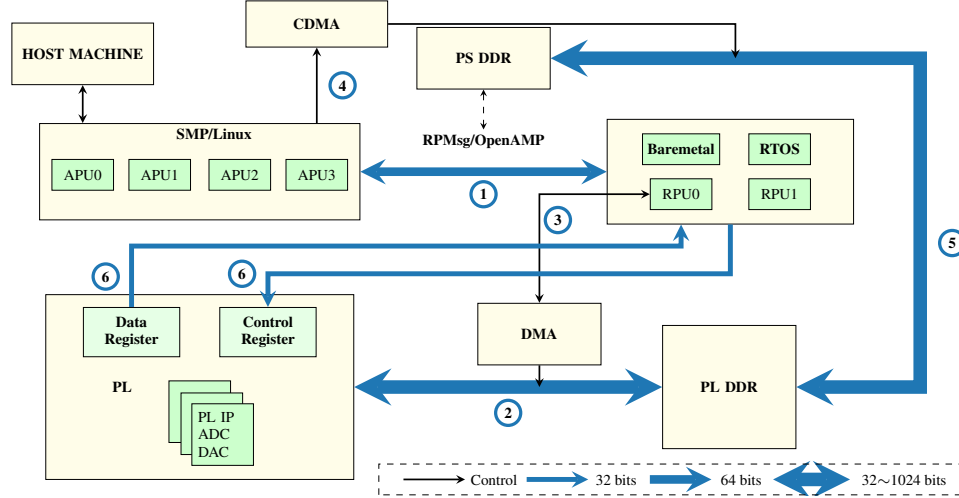 CDMA
HOST MACHINE
PS DDR
4
SMP/Linux
RPMsg/OpenAMP
APU0
APU1
APU2
APU3
1
Baremetal
RTOS
RPU0
RPU1
3
5
6
6
Data
Register
Control
Register
DMA
PL
PL DDR
2
PL IP
ADC
DAC
Control
32 bits
64 bits
32∼1024 bits